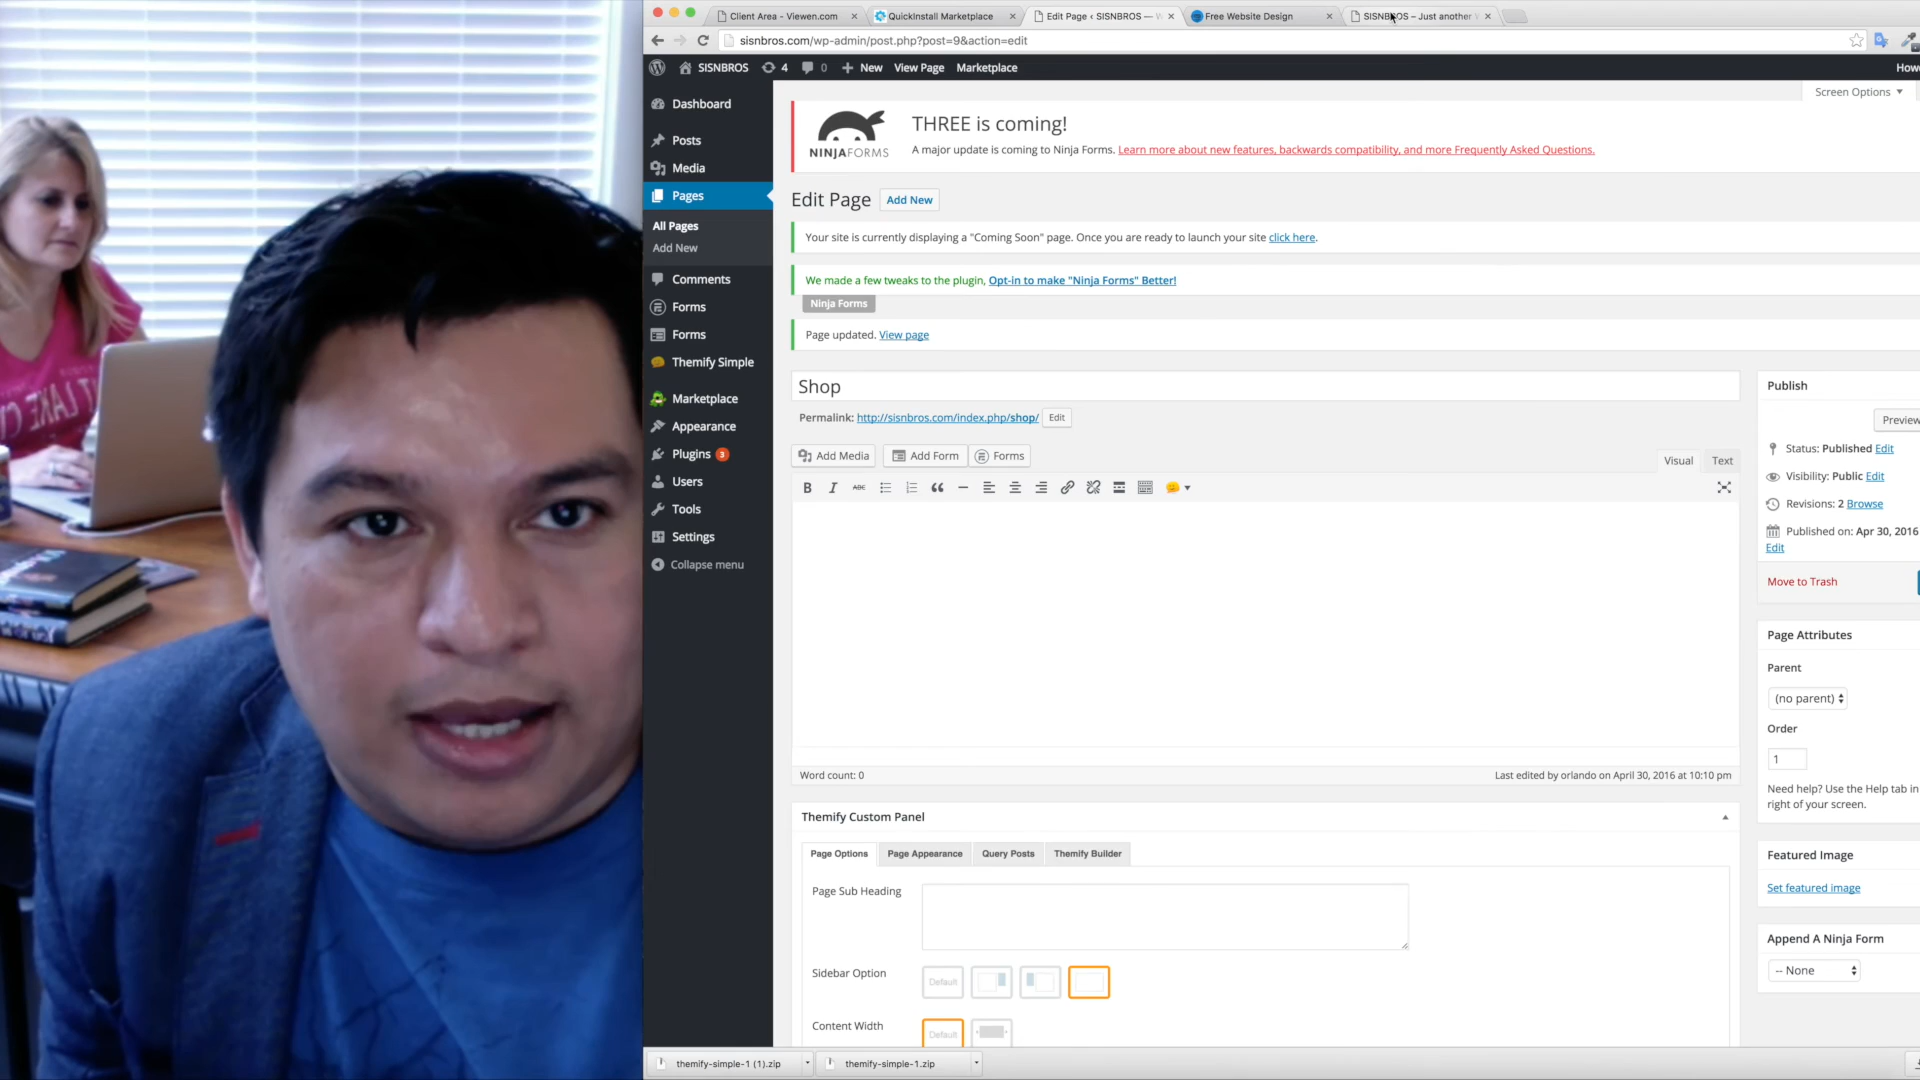 Client Area - Viewen.com
QuickInstall Marketplace
Edit Page ‹ SISNBROS —
Free Website Design
SISNBROS – Just another
sisnbros.com/wp-admin/post.php?post=9&action=edit
SISNBROS
4
0
New
View Page
Marketplace
Screen Options
Dashboard
Posts
Media
Pages
All Pages
Add New
Comments
Forms
Forms
Themify Simple
Marketplace
Appearance
Plugins 3
Users
Tools
Settings
Collapse menu
NINJAFORMS
THREE is coming!
A major update is coming to Ninja Forms. Learn more about new features, backwards compatibility, and more Frequently Asked Questions.
Edit Page
Add New
Your site is currently displaying a "Coming Soon" page. Once you are ready to launch your site click here.
We made a few tweaks to the plugin, Opt-in to make "Ninja Forms" Better!
Ninja Forms
Page updated. View page
Shop
Permalink: http://sisnbros.com/index.php/shop/ Edit
Add Media
Add Form
Forms
Visual
Text
B I ABC
Word count: 0
Last edited by orlando on April 30, 2016 at 10:10 pm
Themify Custom Panel
Page Options
Page Appearance
Query Posts
Themify Builder
Page Sub Heading
Sidebar Option
Default
Content Width
Default
Publish
Preview
Status: Published Edit
Visibility: Public Edit
Revisions: 2 Browse
Published on: Apr 30, 2016
Edit
Move to Trash
Page Attributes
Parent
(no parent)
Order
1
Need help? Use the Help tab in
right of your screen.
Featured Image
Set featured image
Append A Ninja Form
-- None
themify-simple-1 (1).zip
themify-simple-1.zip